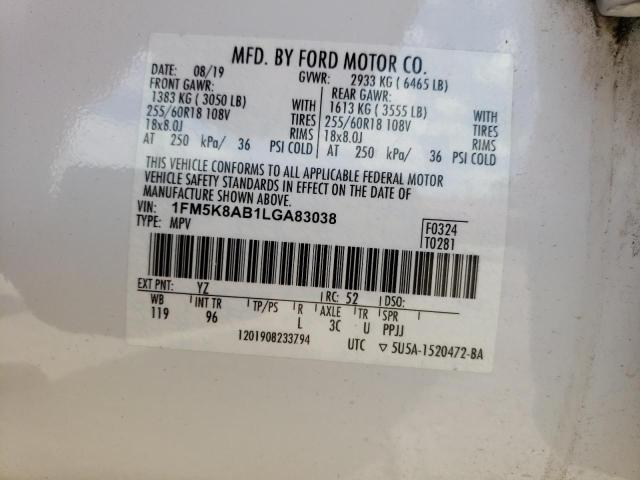 MFD. BY FORD MOTOR CO.
DATE: 08/19 GVWR: 2933 KG ( 6465 LB)
FRONT GAWR: REAR GAWR:
1383 KG ( 3050 LB) WITH 1613 KG ( 3555 LB) WITH
255/60R18 108V TIRES 255/60R18 108V TIRES
18x8.0J RIMS 18x8.0J RIMS
AT 250 kPa/ 36 PSI COLD AT 250 kPa/ 36 PSI COLD
THIS VEHICLE CONFORMS TO ALL APPLICABLE FEDERAL MOTOR
VEHICLE SAFETY STANDARDS IN EFFECT ON THE DATE OF
MANUFACTURE SHOWN ABOVE.
VIN: 1FM5K8AB1LGA83038 F0324
TYPE: MPV T0281
EXT PNT: YZ RC: 52 DSO:
WB INT TR TP/PS R AXLE TR SPR
119 96 L 3C U PPJJ
1201908233794 UTC ▽ 5U5A-1520472-BA